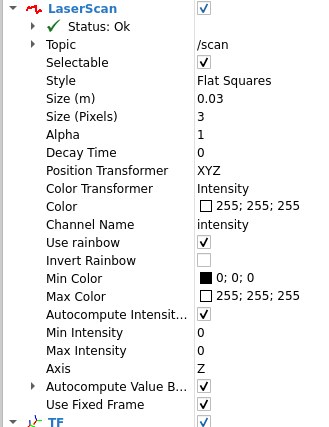 LaserScan
Status: Ok
Topic /scan
Selectable
Style Flat Squares
Size (m) 0.03
Size (Pixels) 3
Alpha 1
Decay Time 0
Position Transformer XYZ
Color Transformer Intensity
Color 255; 255; 255
Channel Name intensity
Use rainbow
Invert Rainbow
Min Color 0; 0; 0
Max Color 255; 255; 255
Autocompute Intensit...
Min Intensity 0
Max Intensity 0
Axis Z
Autocompute Value B...
Use Fixed Frame
TF